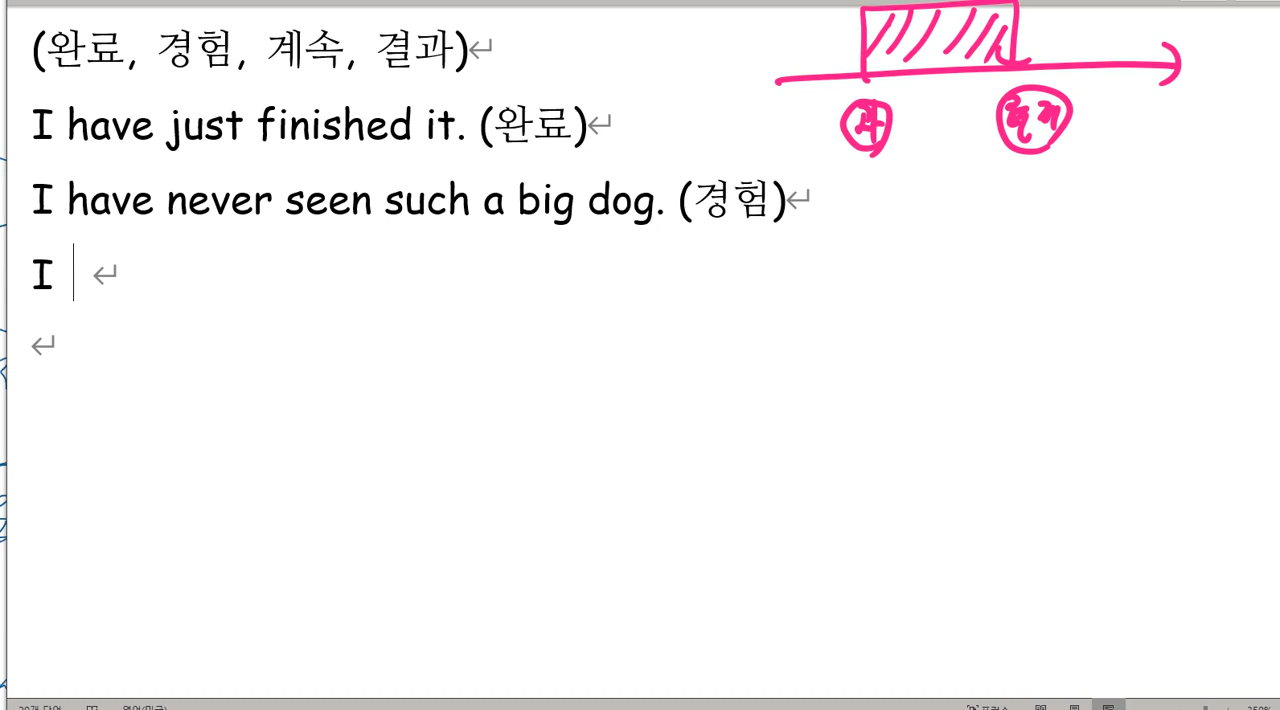 (완료, 경험, 계속, 결과)
I have just finished it. (완료)
I have never seen such a big dog. (경험)
I
현재